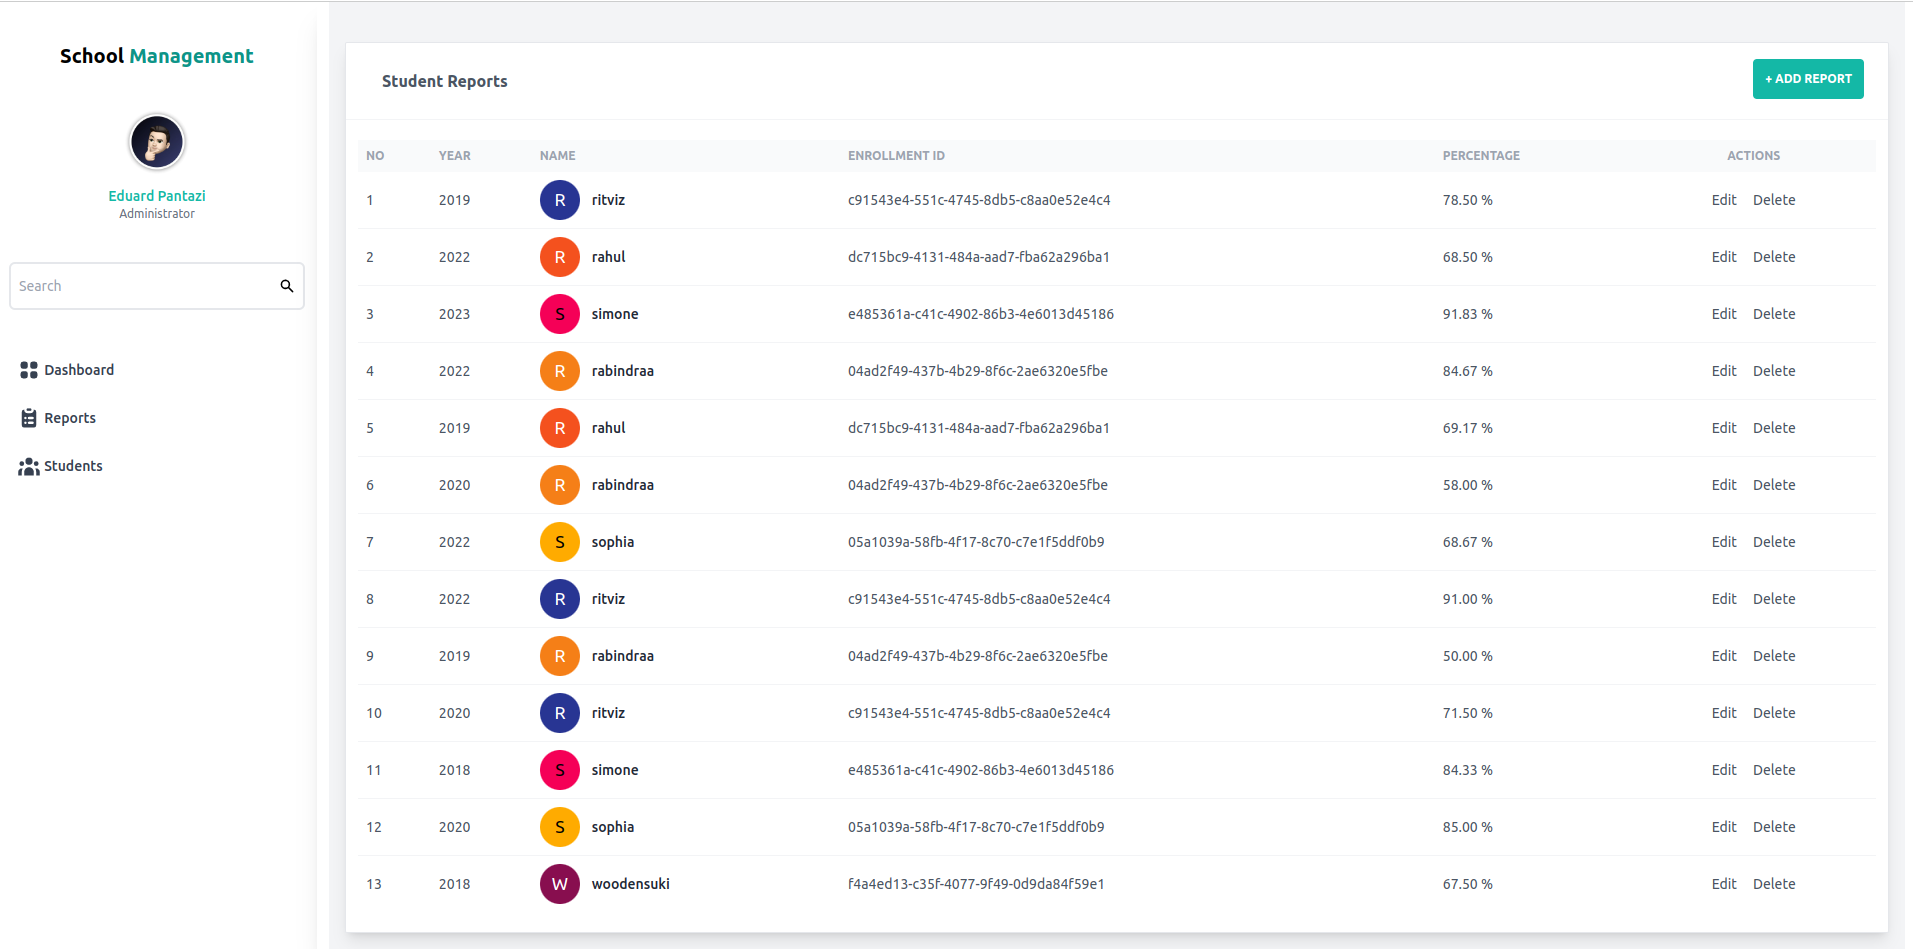 School Management
Eduard Pantazi
Administrator
Search
Dashboard
Reports
Students
Student Reports
+ ADD REPORT
NO YEAR NAME ENROLLMENT ID PERCENTAGE ACTIONS
1 2019 R ritviz c91543e4-551c-4745-8db5-c8aa0e52e4c4 78.50 % Edit Delete
2 2022 R rahul dc715bc9-4131-484a-aad7-fba62a296ba1 68.50 % Edit Delete
3 2023 S simone e485361a-c41c-4902-86b3-4e6013d45186 91.83 % Edit Delete
4 2022 R rabindraa 04ad2f49-437b-4b29-8f6c-2ae6320e5fbe 84.67 % Edit Delete
5 2019 R rahul dc715bc9-4131-484a-aad7-fba62a296ba1 69.17 % Edit Delete
6 2020 R rabindraa 04ad2f49-437b-4b29-8f6c-2ae6320e5fbe 58.00 % Edit Delete
7 2022 S sophia 05a1039a-58fb-4f17-8c70-c7e1f5ddf0b9 68.67 % Edit Delete
8 2022 R ritviz c91543e4-551c-4745-8db5-c8aa0e52e4c4 91.00 % Edit Delete
9 2019 R rabindraa 04ad2f49-437b-4b29-8f6c-2ae6320e5fbe 50.00 % Edit Delete
10 2020 R ritviz c91543e4-551c-4745-8db5-c8aa0e52e4c4 71.50 % Edit Delete
11 2018 S simone e485361a-c41c-4902-86b3-4e6013d45186 84.33 % Edit Delete
12 2020 S sophia 05a1039a-58fb-4f17-8c70-c7e1f5ddf0b9 85.00 % Edit Delete
13 2018 W woodensuki f4a4ed13-c35f-4077-9f49-0d9da84f59e1 67.50 % Edit Delete